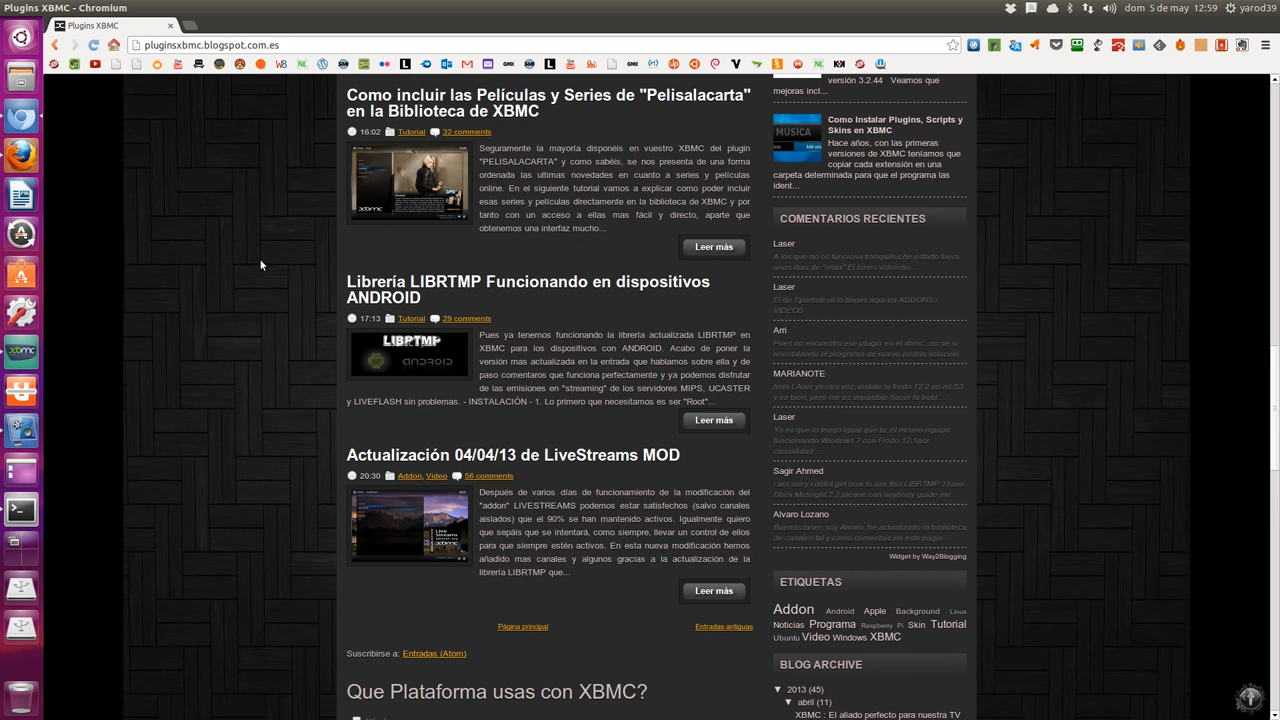 Plugins XBMC - Chromium
dom 5 de may 12:59
yarod39
Plugins XBMC
pluginsxbmc.blogspot.com.es
Como incluir las Películas y Series de "Pelisalacarta"
en la Biblioteca de XBMC
16:02 Tutorial 32 comments
Seguramente la mayoría disponéis en vuestro XBMC del plugin
"PELISALACARTA" y como sabéis, se nos presenta de una forma
ordenada las ultimas novedades en cuanto a series y películas
online. En el siguiente tutorial vamos a explicar como poder incluir
esas series y películas directamente en la biblioteca de XBMC y por
tanto con un acceso a ellas mas fácil y directo, aparte que
obtenemos una interfaz mucho...
Leer más
Librería LIBRTMP Funcionando en dispositivos
ANDROID
17:13 Tutorial 29 comments
LIBRTMP
ANDROID
Pues ya tenemos funcionando la librería actualizada LIBRTMP en
XBMC para los dispositivos con ANDROID. Acabo de poner la
versión mas actualizada en la entrada que hablamos sobre ella y de
paso comentaros que funciona perfectamente y ya podemos disfrutar
de las emisiones en "streaming" de los servidores MIPS, UCASTER
y LIVEFLASH sin problemas. - INSTALACIÓN - 1. Lo primero que necesitamos es ser "Root"...
Leer más
Actualización 04/04/13 de LiveStreams MOD
20:30 Addon, Video 56 comments
Después de varios días de funcionamiento de la modificación del
"addon" LIVESTREAMS podemos estar satisfechos (salvo canales
aislados) que el 90% se han mantenido activos. Igualmente quiero
que sepáis que se intentará, como siempre, llevar un control de ellos
para que siempre estén activos. En esta nueva modificación hemos
añadido mas canales y algunos gracias a la actualización de la
librería LIBRTMP que...
Leer más
Página principal
Entradas antiguas
Suscribirse a: Entradas (Atom)
Que Plataforma usas con XBMC?
versión 3.2.44 Veamos que
mejoras incl...
MÚSICA
Como Instalar Plugins, Scripts y
Skins en XBMC
Hace años, con las primeras
versiones de XBMC teníamos que
copiar cada extensión en una
carpeta determinada para que el programa las
ident...
COMENTARIOS RECIENTES
Laser
A los que no os funciona tranquilos,he estado fuera
unos dias de "relax" El lunes volverán...
Laser
El de Sportsdevil lo tienes aqui en ADDONS /
VIDEOS
Arri
Pues no encuentro ese plugin en el xbmc...no se si
reinstalando el programa de nuevo podria solucion
MARIANOTE
hola LAser yo otra vez, instale la frodo 12.2 en mi S3
y va bien, pero me es imposible hacer la bobl...
Laser
Yo es que lo tengo igual que tu, el mismo equipo
funcionando Windows 7 con Frodo 12.1por
casualidad...
Sagir Ahmed
i am sorry i didnt get how to use this LIBRTMP. I have
Gbox Midnight 2.2 please can anybody guide me...
Alvaro Lozano
Buenas laser, soy Alvaro, he actualizado la biblioteca
de canales tal y como comentais en esta pagin...
Widget by Way2Blogging
ETIQUETAS
Addon Android Apple Background Linux
Noticias Programa Raspberry Pi Skin Tutorial
Ubuntu Video Windows XBMC
BLOG ARCHIVE
▼ 2013 (45)
▼ abril (11)
XBMC : El aliado perfecto para nuestra TV